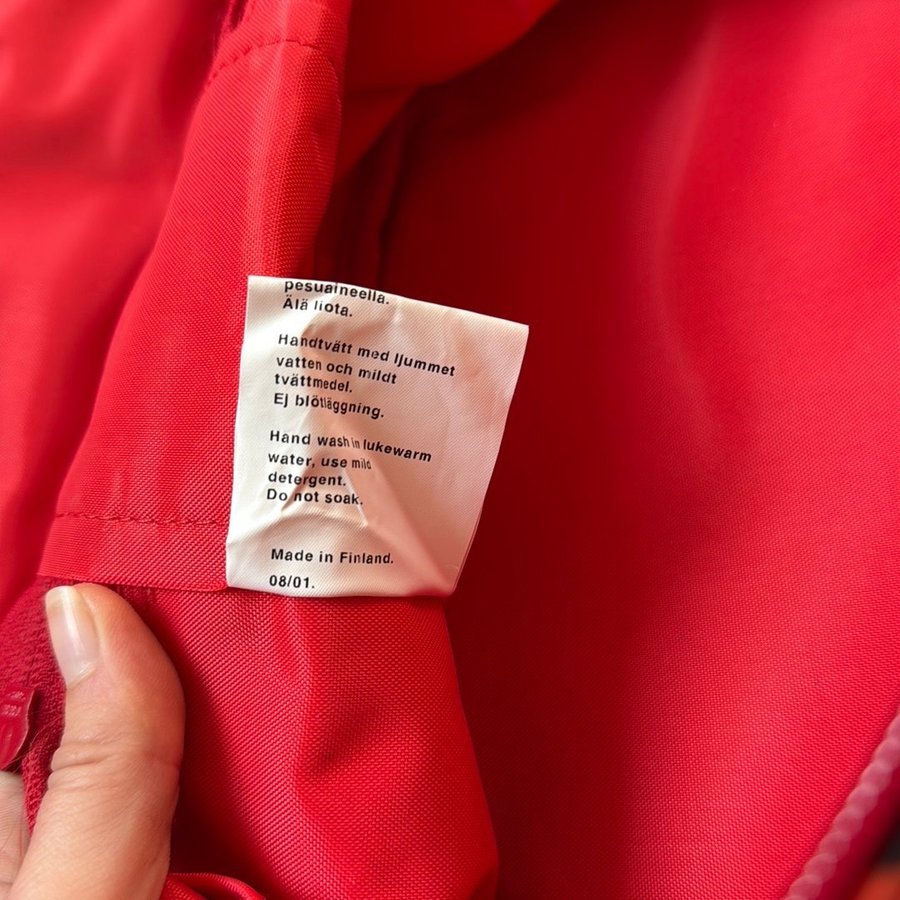 pesuaineella.
Älä liota.
Handtvätt med ljummet
vatten och mildt
tvättmedel.
Ej blötläggning.
Hand wash in lukewarm
water, use mild
detergent.
Do not soak.
Made in Finland.
08/01.